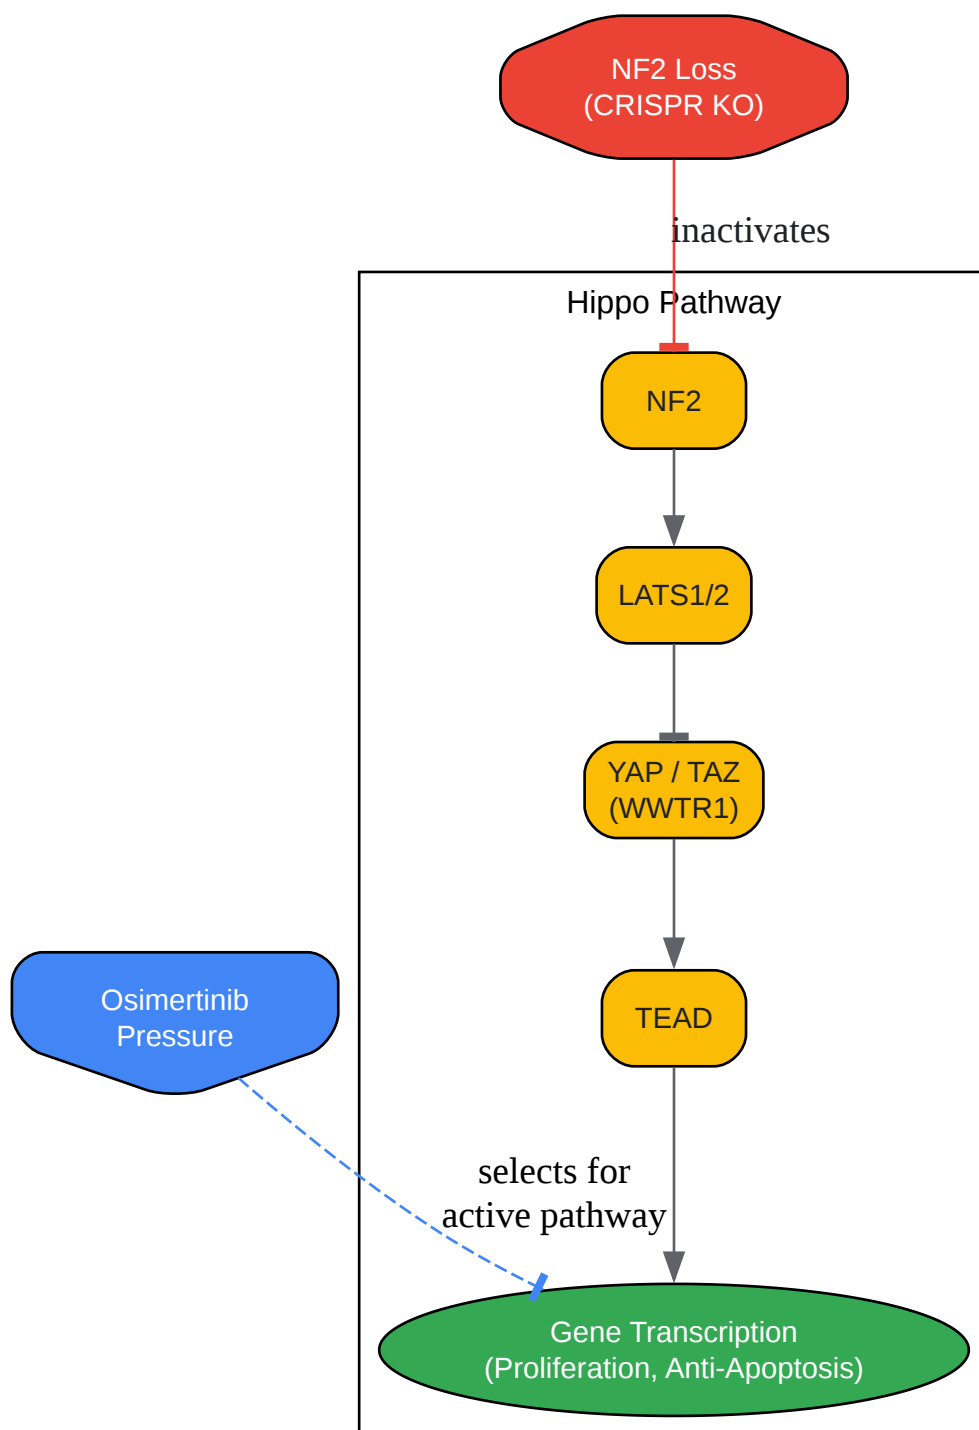 NF2 Loss
(CRISPR KO)
inactivates
Hippo Pathway
NF2
LATS1/2
YAP / TAZ
(WWTR1)
TEAD
Osimertinib
Pressure
selects for
active pathway
Gene Transcription
(Proliferation, Anti-Apoptosis)